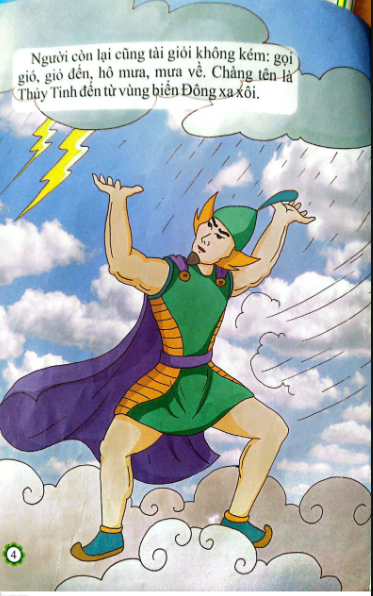 Người còn lại cũng tài giỏi không kém: gọi
gió, gió đến, hô mưa, mưa về. Chàng tên là
Thủy Tinh đến từ vùng biển Đông xa xôi.
4